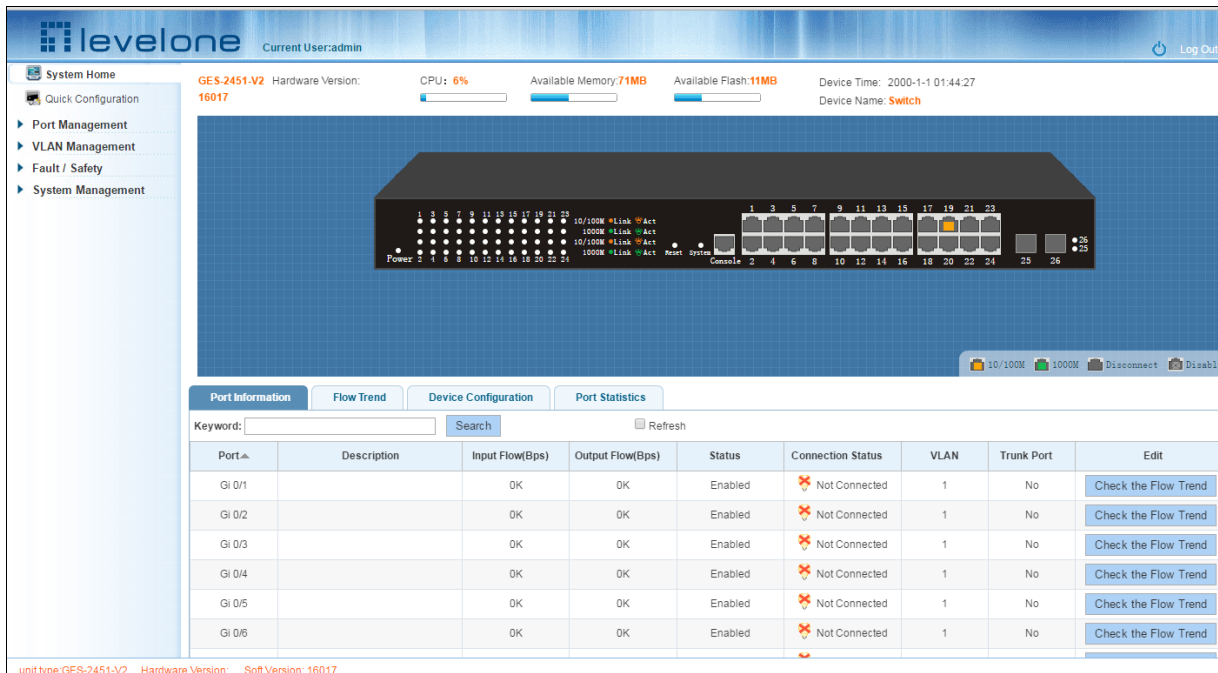 levelone
Current User:admin
Log Out
System Home
Quick Configuration
Port Management
VLAN Management
Fault / Safety
System Management
GES-2451-V2 Hardware Version:
16017
CPU: 6%
Available Memory:71MB
Available Flash:11MB
Device Time: 2000-1-1 01:44:27
Device Name: Switch
1 3 5 7 9 11 13 15 17 19 21 23
10/100M Link Act
1000M Link Act
10/100M Link Act
1000M Link Act
Power 2 4 6 8 10 12 14 16 18 20 22 24
Reset System
Console
1 3 5 7 9 11 13 15 17 19 21 23
2 4 6 8 10 12 14 16 18 20 22 24 25 26
26
25
10/100M 1000M Disconnect Disabl
Port Information Flow Trend Device Configuration Port Statistics
Keyword: Search Refresh
Port Description Input Flow(Bps) Output Flow(Bps) Status Connection Status VLAN Trunk Port Edit
Gi 0/1 0K 0K Enabled Not Connected 1 No Check the Flow Trend
Gi 0/2 0K 0K Enabled Not Connected 1 No Check the Flow Trend
Gi 0/3 0K 0K Enabled Not Connected 1 No Check the Flow Trend
Gi 0/4 0K 0K Enabled Not Connected 1 No Check the Flow Trend
Gi 0/5 0K 0K Enabled Not Connected 1 No Check the Flow Trend
Gi 0/6 0K 0K Enabled Not Connected 1 No Check the Flow Trend
unit type:GES-2451-V2 Hardware Version: Soft Version: 16017